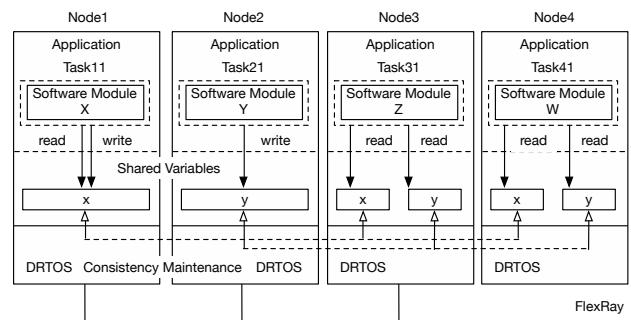 Node1 Node2 Node3 Node4
Application Application Application Application
Task11 Task21 Task31 Task41
Software Module Software Module Software Module Software Module
X Y Z W
read write write read read read read
Shared Variables
x y x y x y
DRTOS Consistency Maintenance DRTOS DRTOS DRTOS
FlexRay